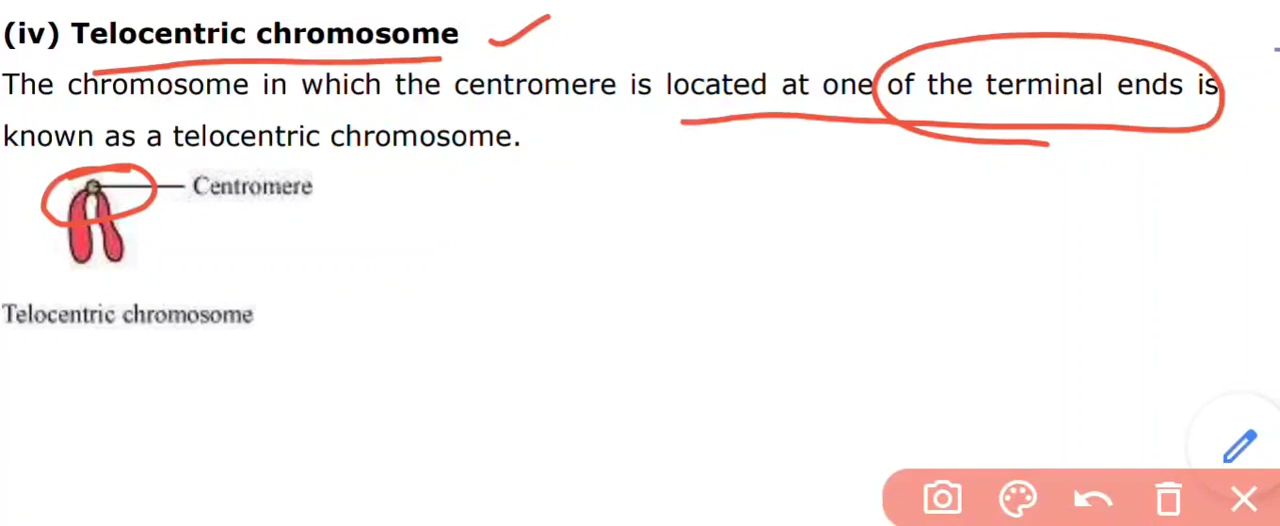 (iv) Telocentric chromosome
The chromosome in which the centromere is located at one of the terminal ends is
known as a telocentric chromosome.
Centromere
Telocentric chromosome